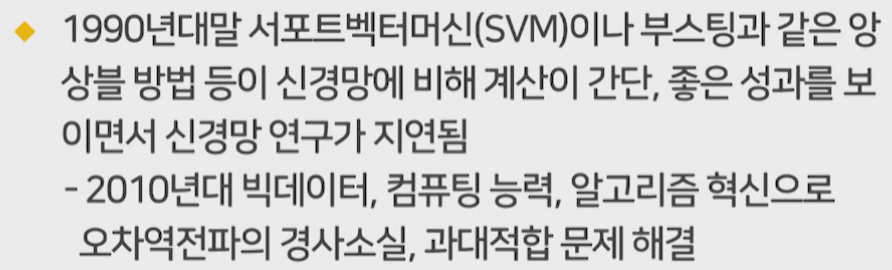 ◆ 1990년대말 서포트벡터머신(SVM)이나 부스팅과 같은 앙
상블 방법 등이 신경망에 비해 계산이 간단, 좋은 성과를 보
이면서 신경망 연구가 지연됨
- 2010년대 빅데이터, 컴퓨팅 능력, 알고리즘 혁신으로
오차역전파의 경사소실, 과대적합 문제 해결